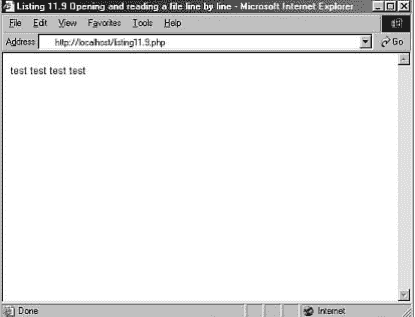 Listing 11.9 Opening and reading a file line by line - Microsoft Internet Explorer
File Edit View Favorites Tools Help
Address http://localhost/listing11.9.php Go
test test test test
Done Internet